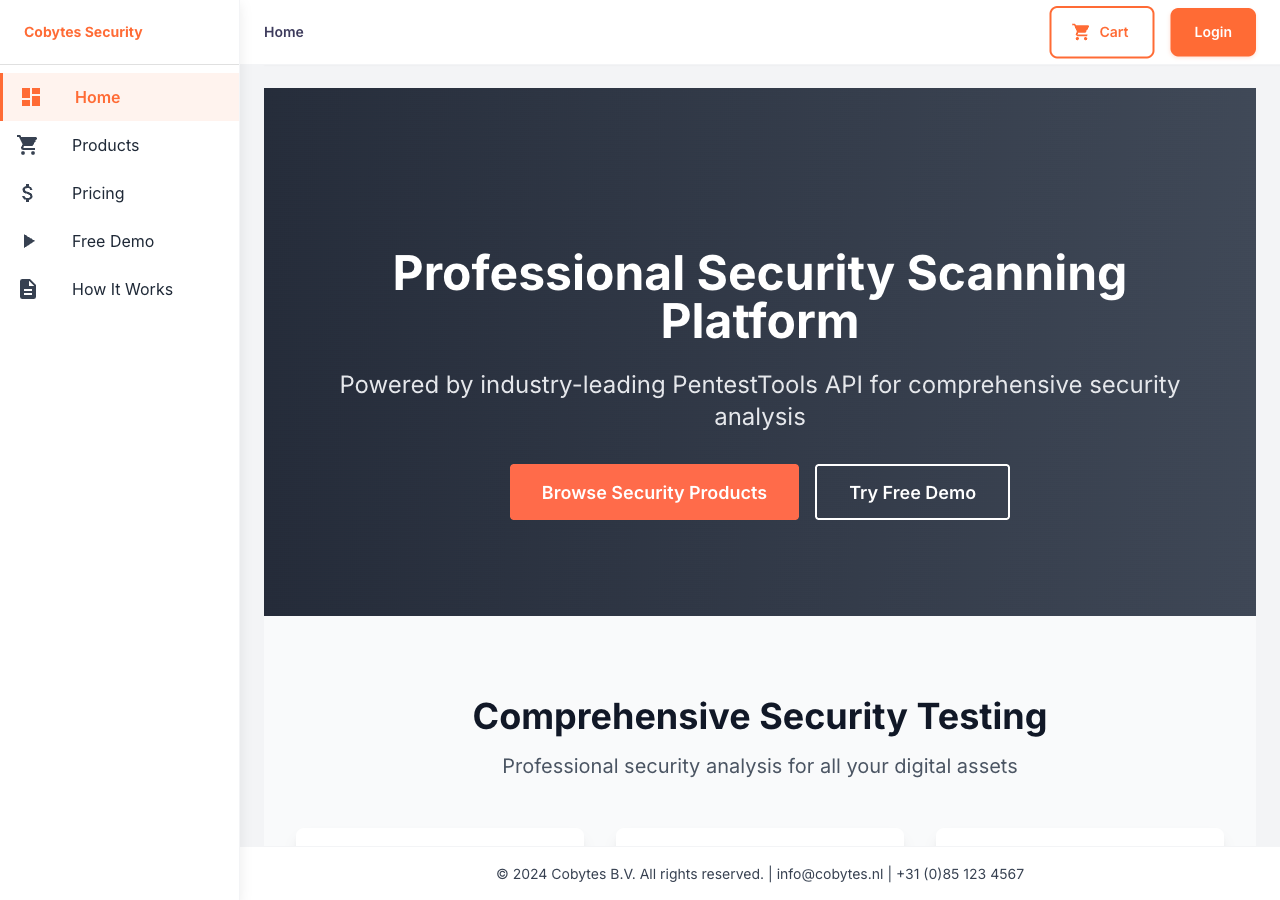 Cobytes Security
Home
Cart
Login
Home
Products
Pricing
Free Demo
How It Works
Professional Security Scanning
Platform
Powered by industry-leading PentestTools API for comprehensive security
analysis
Browse Security Products
Try Free Demo
Comprehensive Security Testing
Professional security analysis for all your digital assets
© 2024 Cobytes B.V. All rights reserved. | info@cobytes.nl | +31 (0)85 123 4567